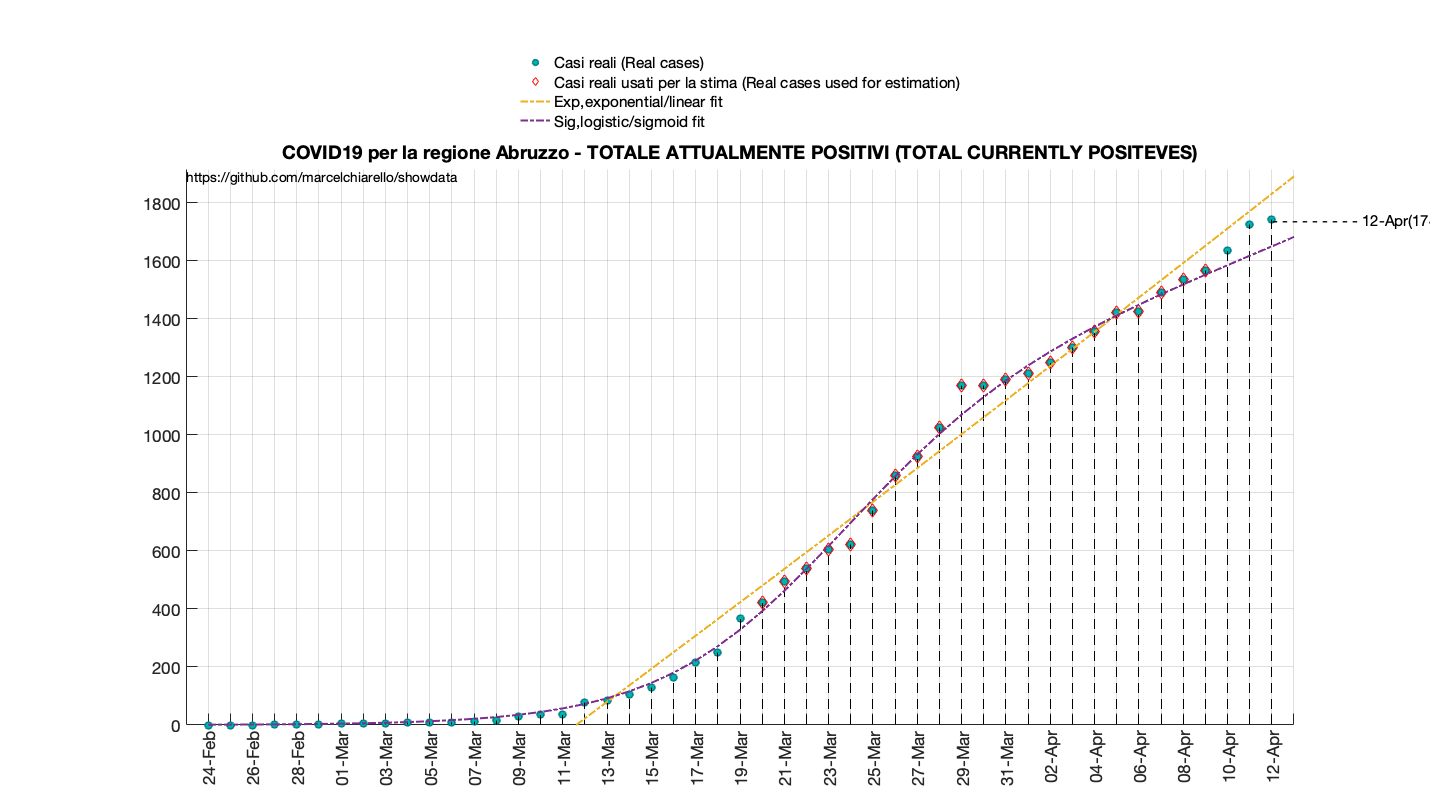 Casi reali (Real cases)
Casi reali usati per la stima (Real cases used for estimation)
Exp,exponential/linear fit
Sig,logistic/sigmoid fit
COVID19 per la regione Abruzzo - TOTALE ATTUALMENTE POSITIVI (TOTAL CURRENTLY POSITEVES)
https://github.com/marcelchiarello/showdata
1800
12-Apr(17
1600
1400
1200
1000
800
600
400
200
0
24-Feb
26-Feb
28-Feb
01-Mar
03-Mar
05-Mar
07-Mar
09-Mar
11-Mar
13-Mar
15-Mar
17-Mar
19-Mar
21-Mar
23-Mar
25-Mar
27-Mar
29-Mar
31-Mar
02-Apr
04-Apr
06-Apr
08-Apr
10-Apr
12-Apr